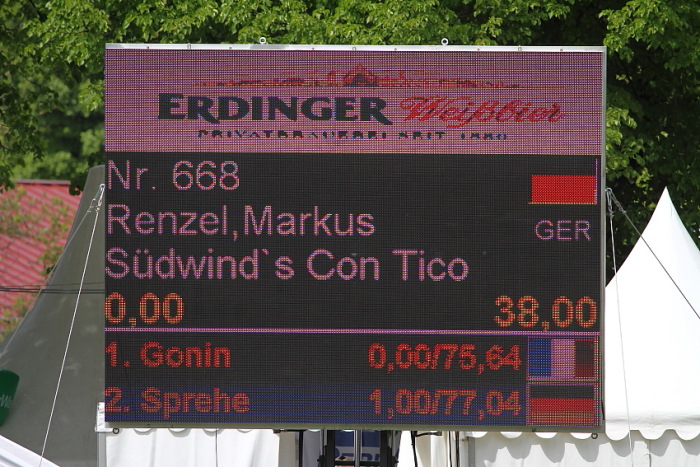 ERDINGER Weißbier
PRIVATBRAUEREI SEIT 1886
Nr. 668
Renzel,Markus GER
Südwind`s Con Tico
0,00 38,00
1. Gonin 0,00/75,64
2. Sprehe 1,00/77,04